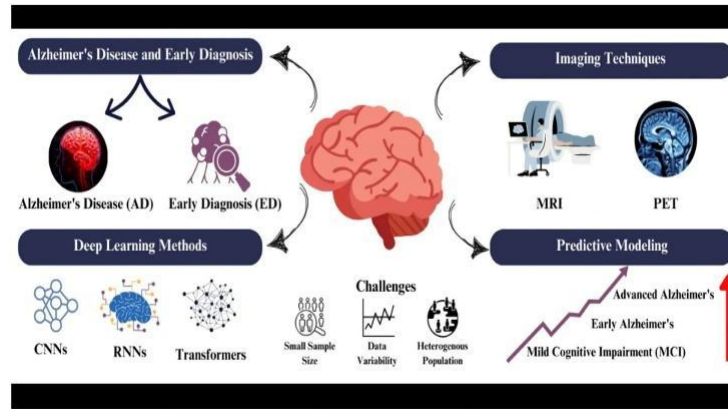 Alzheimer's Disease and Early Diagnosis
Alzheimer's Disease (AD)
Early Diagnosis (ED)
Imaging Techniques
MRI
PET
Deep Learning Methods
CNNs
RNNs
Transformers
Challenges
Small Sample
Size
Data
Variability
Heterogenous
Population
Predictive Modeling
Advanced Alzheimer's
Early Alzheimer's
Mild Cognitive Impairment (MCI)